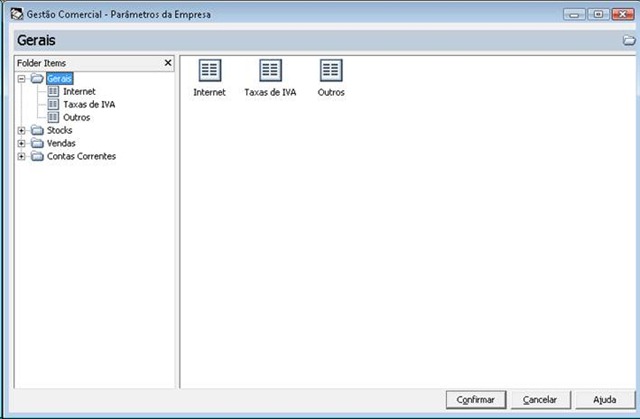 Gestão Comercial - Parâmetros da Empresa
Gerais
Folder Items
Gerais
Internet
Taxas de IVA
Outros
Stocks
Vendas
Contas Correntes
Internet Taxas de IVA Outros
Confirmar Cancelar Ajuda